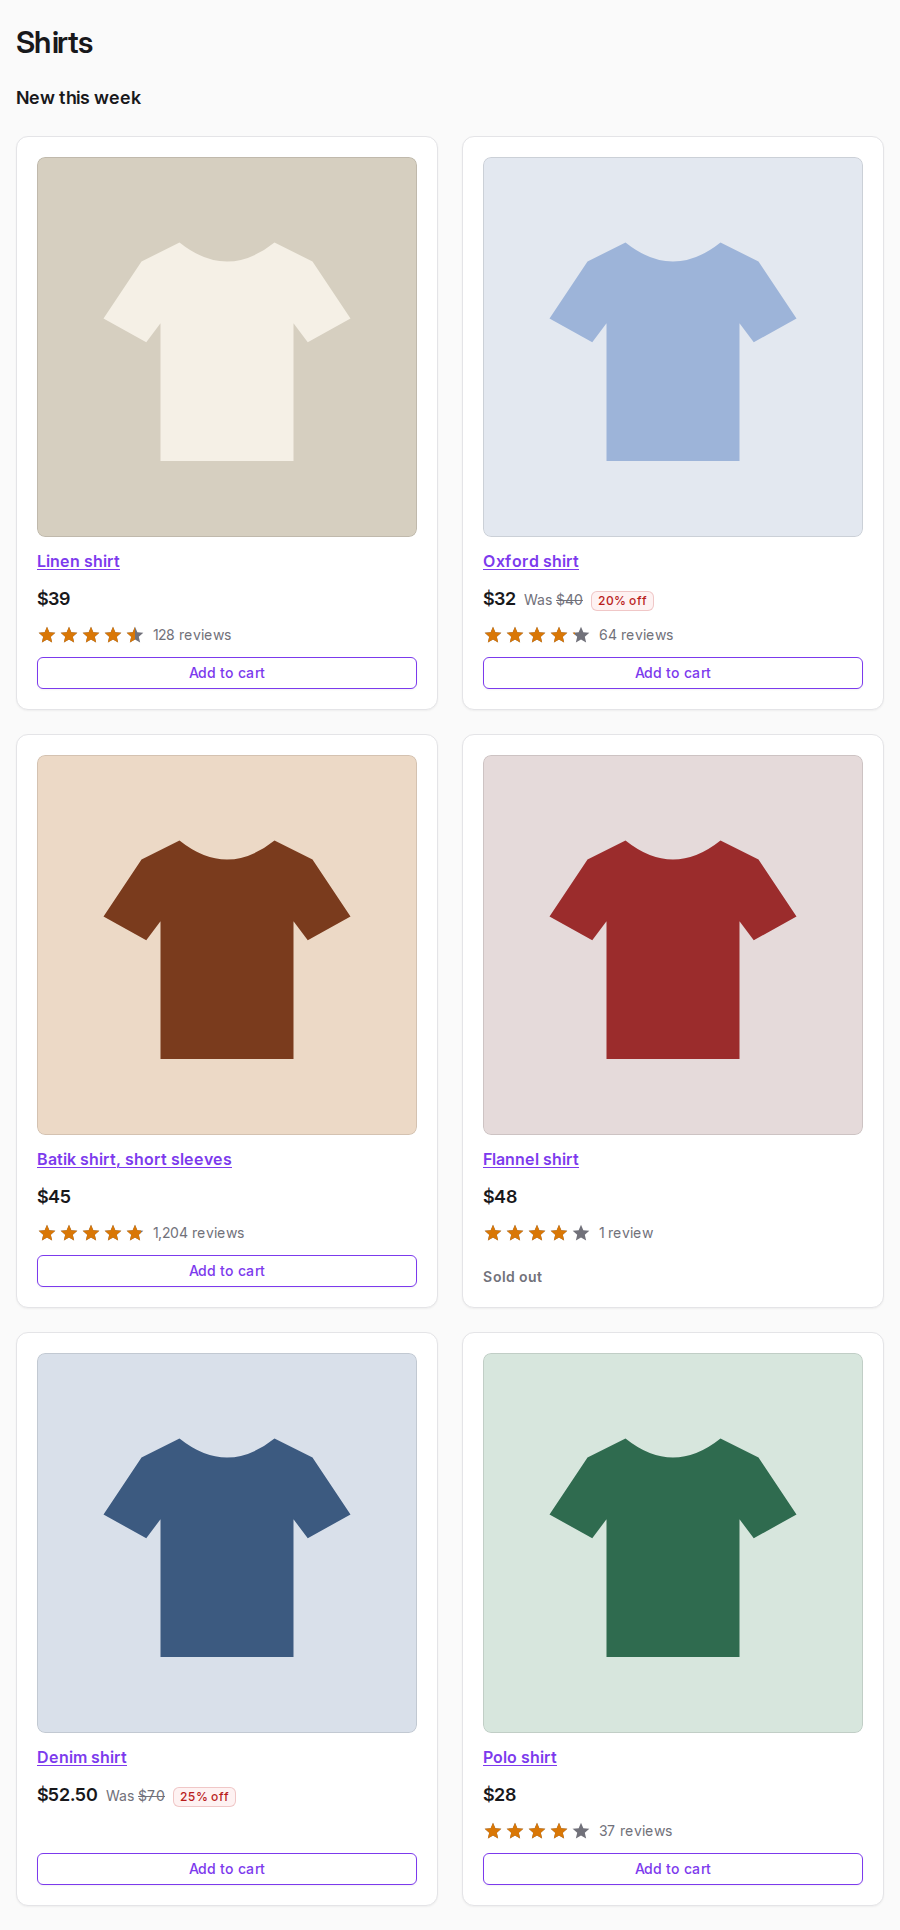 Shirts
New this week
Linen shirt
$39
128 reviews
Add to cart
Oxford shirt
$32 Was $40 20% off
64 reviews
Add to cart
Batik shirt, short sleeves
$45
1,204 reviews
Add to cart
Flannel shirt
$48
1 review
Sold out
Denim shirt
$52.50 Was $70 25% off
Add to cart
Polo shirt
$28
37 reviews
Add to cart